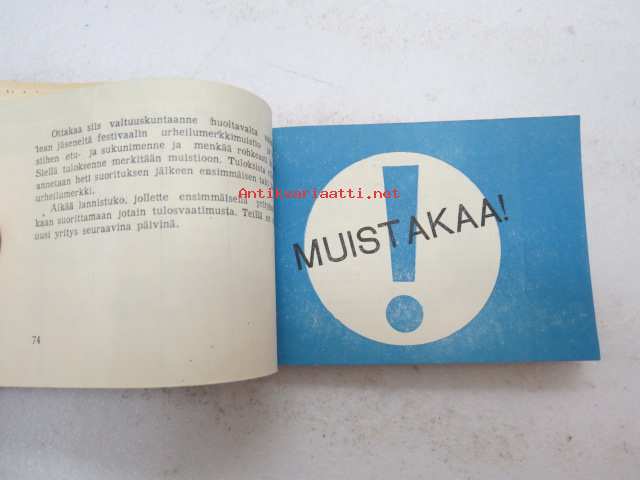 Ottakaa siis valtuuskuntaanne huoltavalta
jäseneltä festivaalin urheilumerkkimuistio
siihen etu- ja sukunimenne ja menkää rohkeasti
Siellä tuloksenne merkitään muistioon. Tuloksista
annetaan heti suorituksen jälkeen ensimmäisen
urheilumerkki.
Älkää lannistuko, jollette ensimmäisellä
kaan suorittamaan jotain tulosvaatimusta. Teillä
uusi yritys seuraavina päivinä.
74
MUISTAKAA!
Antikvariaatti.net